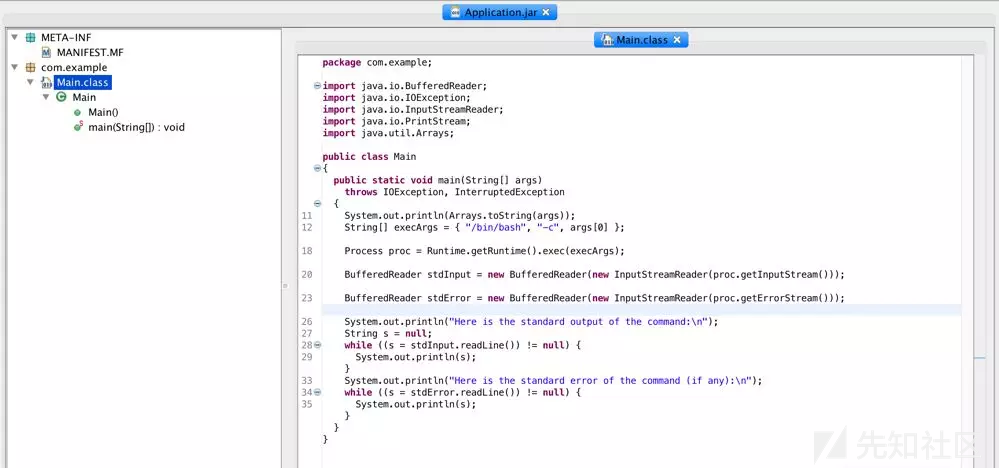 Application.jar
META-INF
MANIFEST.MF
com.example
Main.class
Main
Main()
main(String[]) : void
Main.class
package com.example;
import java.io.BufferedReader;
import java.io.IOException;
import java.io.InputStreamReader;
import java.io.PrintStream;
import java.util.Arrays;
public class Main
{
public static void main(String[] args)
throws IOException, InterruptedException
{
11 System.out.println(Arrays.toString(args));
12 String[] execArgs = { "/bin/bash", "-c", args[0] };
18 Process proc = Runtime.getRuntime().exec(execArgs);
20 BufferedReader stdInput = new BufferedReader(new InputStreamReader(proc.getInputStream()));
23 BufferedReader stdError = new BufferedReader(new InputStreamReader(proc.getErrorStream()));
26 System.out.println("Here is the standard output of the command:\n");
27 String s = null;
28 while ((s = stdInput.readLine()) != null) {
29 System.out.println(s);
}
33 System.out.println("Here is the standard error of the command (if any):\n");
34 while ((s = stdError.readLine()) != null) {
35 System.out.println(s);
}
}
}
先知社区